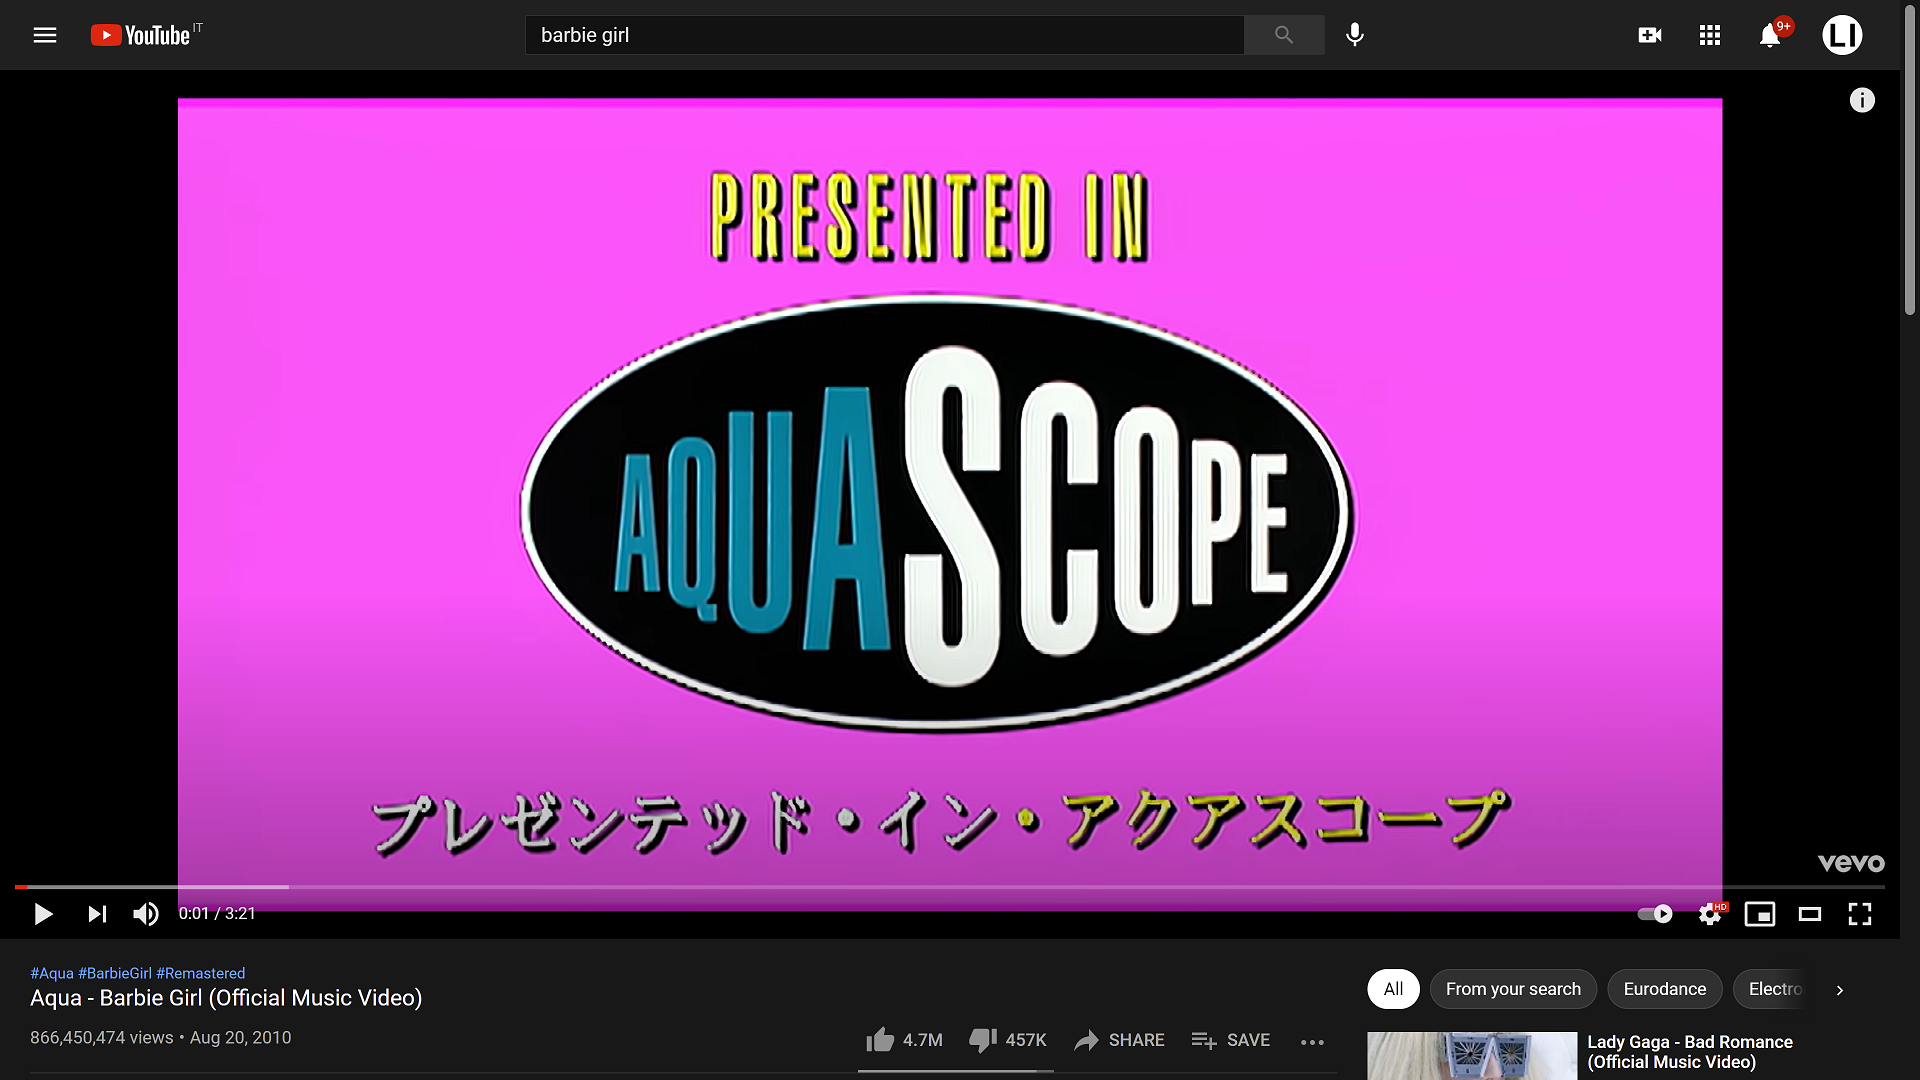 YouTube IT
barbie girl
9+
LI
PRESENTED IN
AQUASCOPE
プレゼンテッド・イン・アクアスコープ
vevo
0:01 / 3:21
HD
#Aqua #BarbieGirl #Remastered
Aqua - Barbie Girl (Official Music Video)
866,450,474 views • Aug 20, 2010
4.7M
457K
SHARE
SAVE
All
From your search
Eurodance
Electro
Lady Gaga - Bad Romance
(Official Music Video)